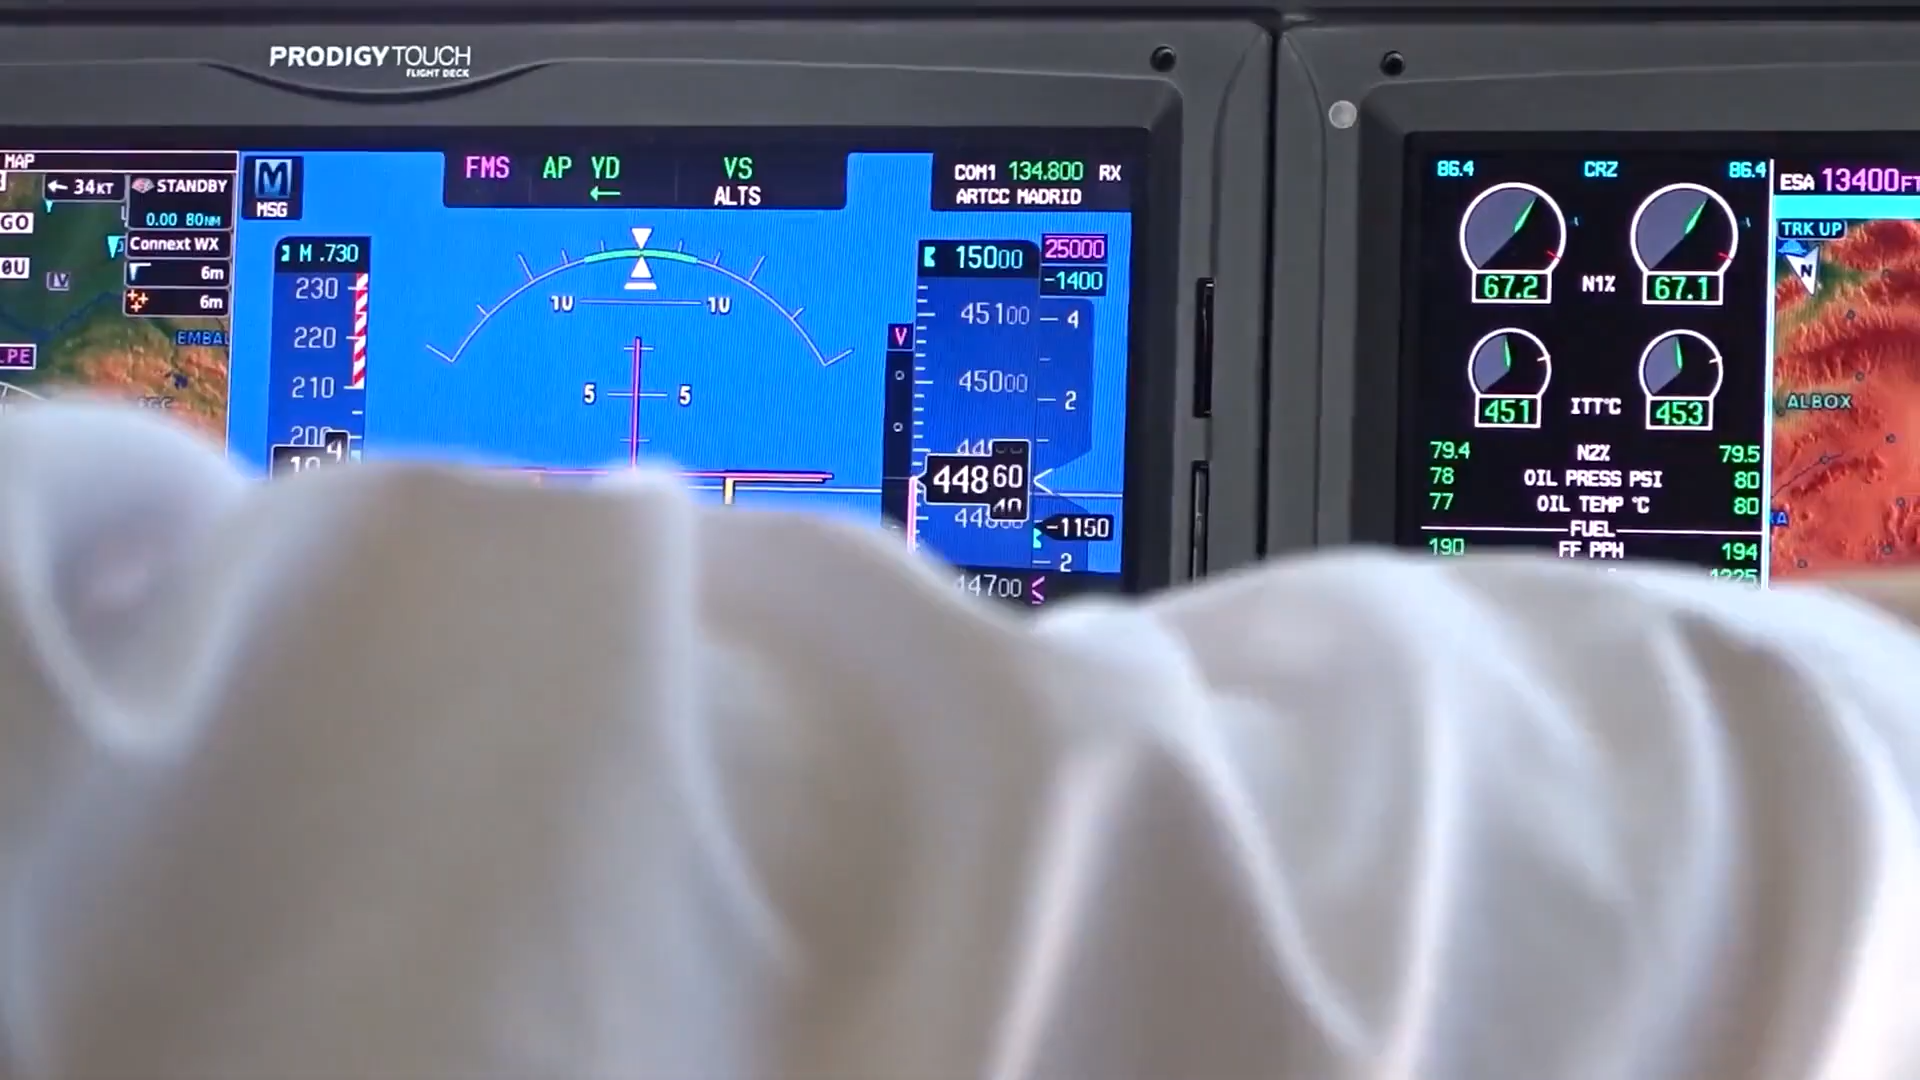 PRODIGY TOUCH
FLIGHT DECK
MAP
34KT
STANDBY
0.00 80NM
GO
Connext WX
6m
6m
EMBAL
LPE
MSG
FMS AP YD VS
ALTS
COM1 134.800 RX
ARTCC MADRID
M .730
230
220
210
200
10 10
5 5
15000
25000
-1400
45100
4
V
45000
2
44860
40
-1150
2
44700
86.4 CRZ 86.4
67.2 N1% 67.1
451 ITT°C 453
79.4 N2% 79.5
78 OIL PRESS PSI 80
77 OIL TEMP °C 80
FUEL
190 FF PPH 194
ESA 13400FT
TRK UP
N
ALBOX